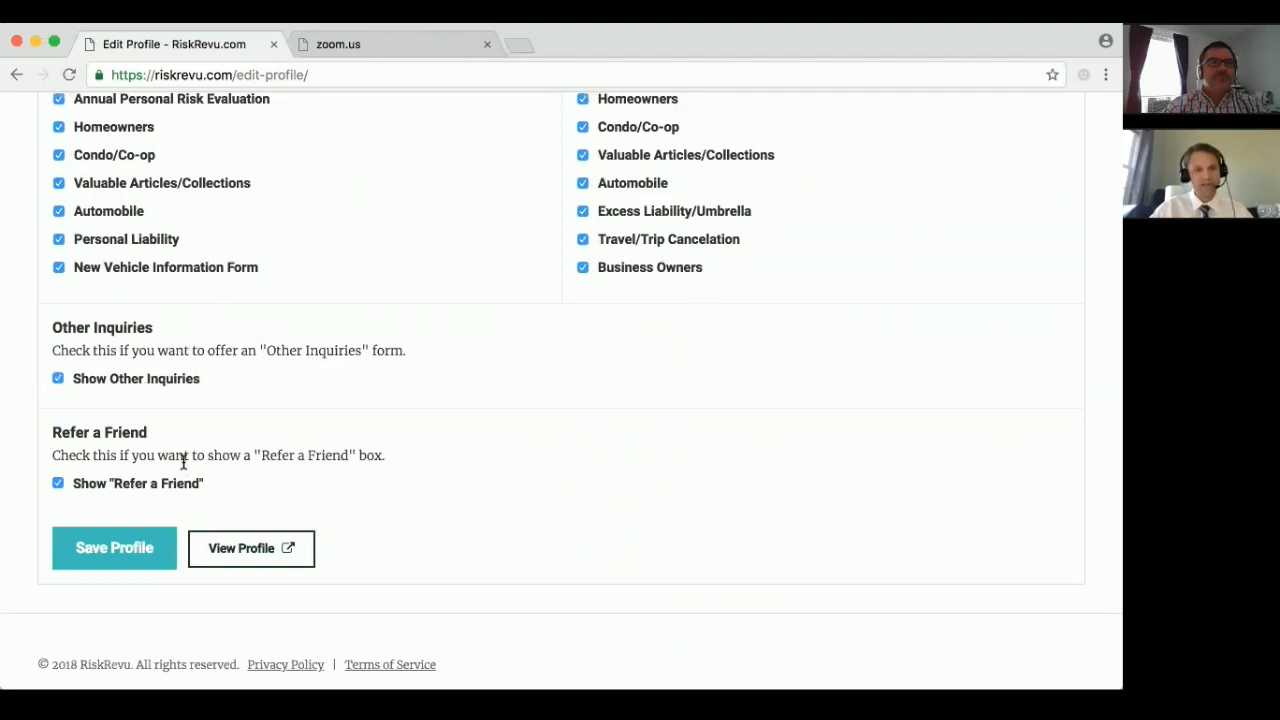 Edit Profile - RiskRevu.com
zoom.us
https://riskrevu.com/edit-profile/
Annual Personal Risk Evaluation
Homeowners
Condo/Co-op
Valuable Articles/Collections
Automobile
Personal Liability
New Vehicle Information Form
Homeowners
Condo/Co-op
Valuable Articles/Collections
Automobile
Excess Liability/Umbrella
Travel/Trip Cancelation
Business Owners
Other Inquiries
Check this if you want to offer an "Other Inquiries" form.
Show Other Inquiries
Refer a Friend
Check this if you want to show a "Refer a Friend" box.
Show "Refer a Friend"
Save Profile
View Profile
© 2018 RiskRevu. All rights reserved. Privacy Policy | Terms of Service